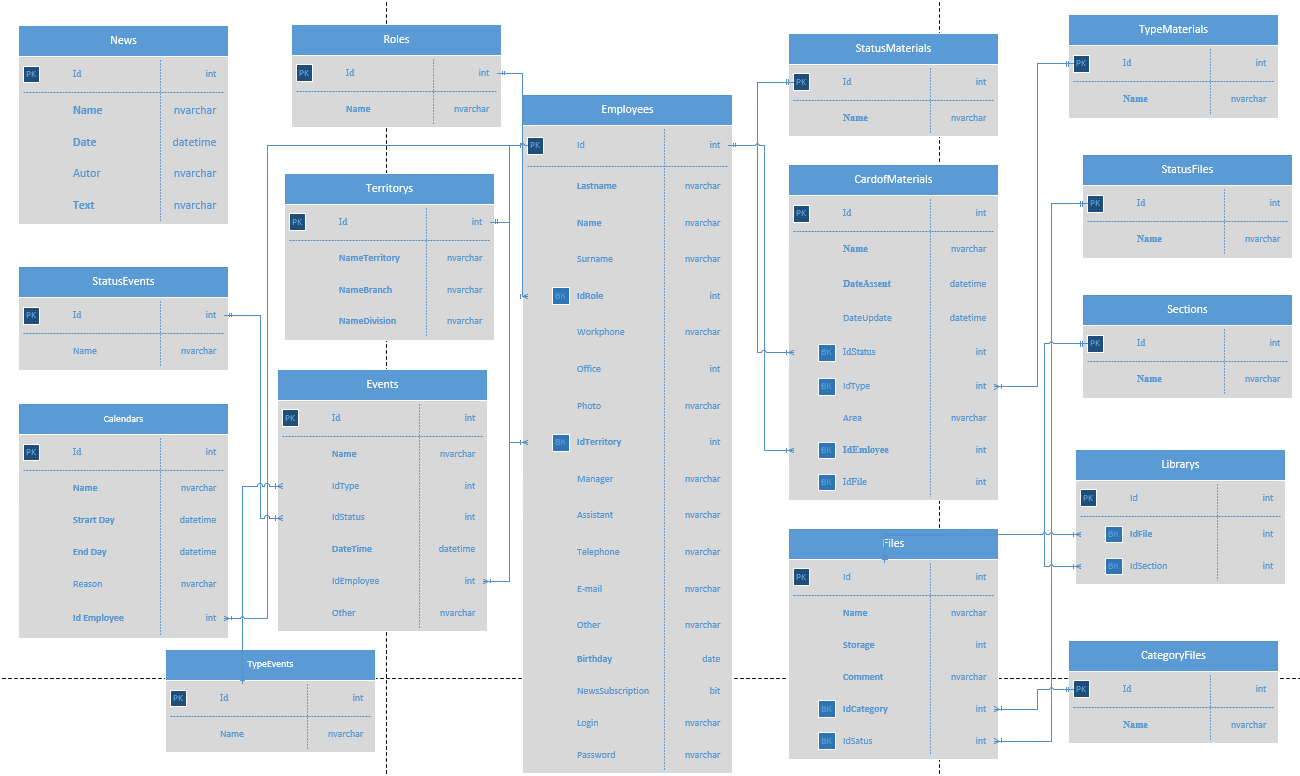 News
PK Id int
Name nvarchar
Date datetime
Autor nvarchar
Text nvarchar
StatusEvents
PK Id int
Name nvarchar
Calendars
PK Id int
Name nvarchar
Strart Day datetime
End Day datetime
Reason nvarchar
Id Employee int
TypeEvents
PK Id int
Name nvarchar
Roles
PK Id int
Name nvarchar
Territorys
PK Id int
NameTerritory nvarchar
NameBranch nvarchar
NameDivision nvarchar
Events
PK Id int
Name nvarchar
IdType int
IdStatus int
DateTime datetime
IdEmployee int
Other nvarchar
Employees
PK Id int
Lastname nvarchar
Name nvarchar
Surname nvarchar
BK IdRole int
Workphone nvarchar
Office int
Photo nvarchar
BK IdTerritory int
Manager nvarchar
Assistant nvarchar
Telephone nvarchar
E-mail nvarchar
Other nvarchar
Birthday date
NewsSubscription bit
Login nvarchar
Password nvarchar
StatusMaterials
PK Id int
Name nvarchar
CardofMaterials
PK Id int
Name nvarchar
DateAssent datetime
DateUpdate datetime
BK IdStatus int
BK IdType int
Area nvarchar
BK IdEmloyee int
BK IdFile int
Files
PK Id int
Name nvarchar
Storage int
Comment nvarchar
BK IdCategory int
BK IdSatus int
TypeMaterials
PK Id int
Name nvarchar
StatusFiles
PK Id int
Name nvarchar
Sections
PK Id int
Name nvarchar
Librarys
PK Id int
BK IdFile int
BK IdSection int
CategoryFiles
PK Id int
Name nvarchar